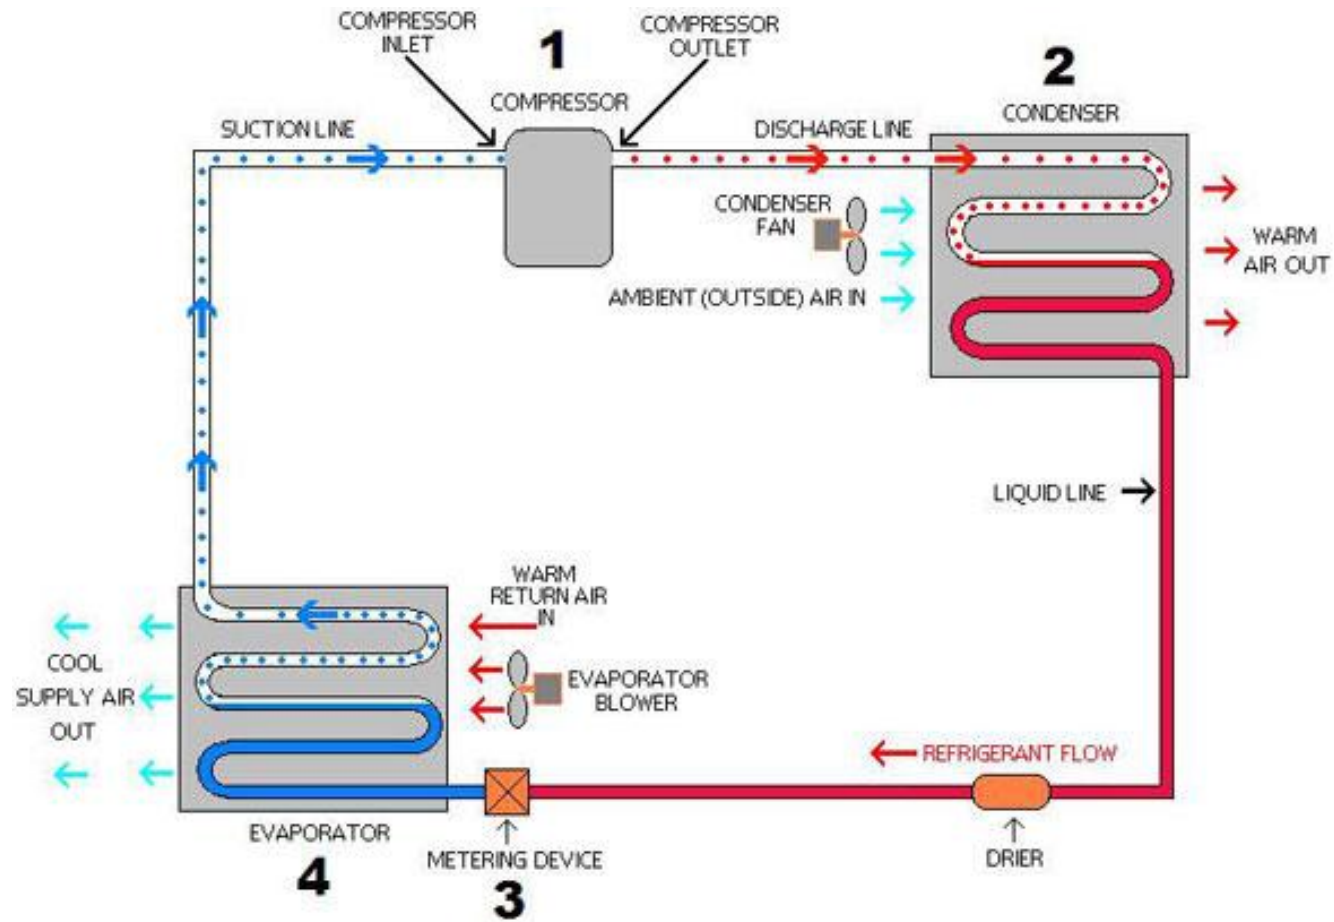 COMPRESSOR
INLET
1
COMPRESSOR
OUTLET
2
COMPRESSOR
CONDENSER
SUCTION LINE
DISCHARGE LINE
CONDENSER
FAN
WARM
AIR OUT
AMBIENT (OUTSIDE) AIR IN
LIQUID LINE
WARM
RETURN AIR
IN
COOL
SUPPLY AIR
OUT
EVAPORATOR
BLOWER
REFRIGERANT FLOW
EVAPORATOR
4
METERING DEVICE
3
DRIER